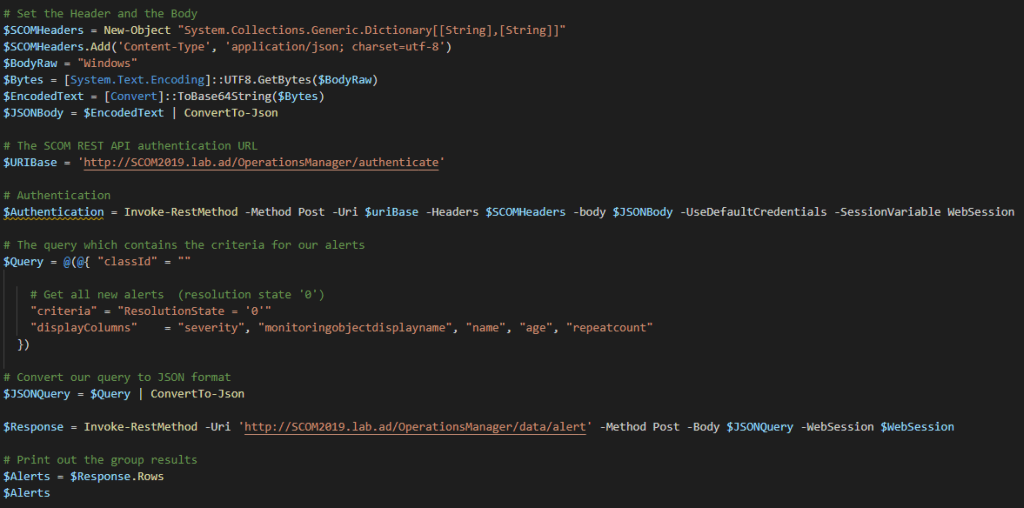 # Set the Header and the Body
$SCOMHeaders = New-Object "System.Collections.Generic.Dictionary[[String],[String]]"
$SCOMHeaders.Add('Content-Type', 'application/json; charset=utf-8')
$BodyRaw = "Windows"
$Bytes = [System.Text.Encoding]::UTF8.GetBytes($BodyRaw)
$EncodedText = [Convert]::ToBase64String($Bytes)
$JSONBody = $EncodedText | ConvertTo-Json
# The SCOM REST API authentication URL
$URIBase = 'http://SCOM2019.lab.ad/OperationsManager/authenticate'
# Authentication
$Authentication = Invoke-RestMethod -Method Post -Uri $uriBase -Headers $SCOMHeaders -body $JSONBody -UseDefaultCredentials -SessionVariable WebSession
# The query which contains the criteria for our alerts
$Query = @(@{ "classId" = ""
# Get all new alerts  (resolution state '0')
"criteria" = "ResolutionState = '0'"
"displayColumns"    = "severity", "monitoringobjectdisplayname", "name", "age", "repeatcount"
})
# Convert our query to JSON format
$JSONQuery = $Query | ConvertTo-Json
$Response = Invoke-RestMethod -Uri 'http://SCOM2019.lab.ad/OperationsManager/data/alert' -Method Post -Body $JSONQuery -WebSession $WebSession
# Print out the group results
$Alerts = $Response.Rows
$Alerts